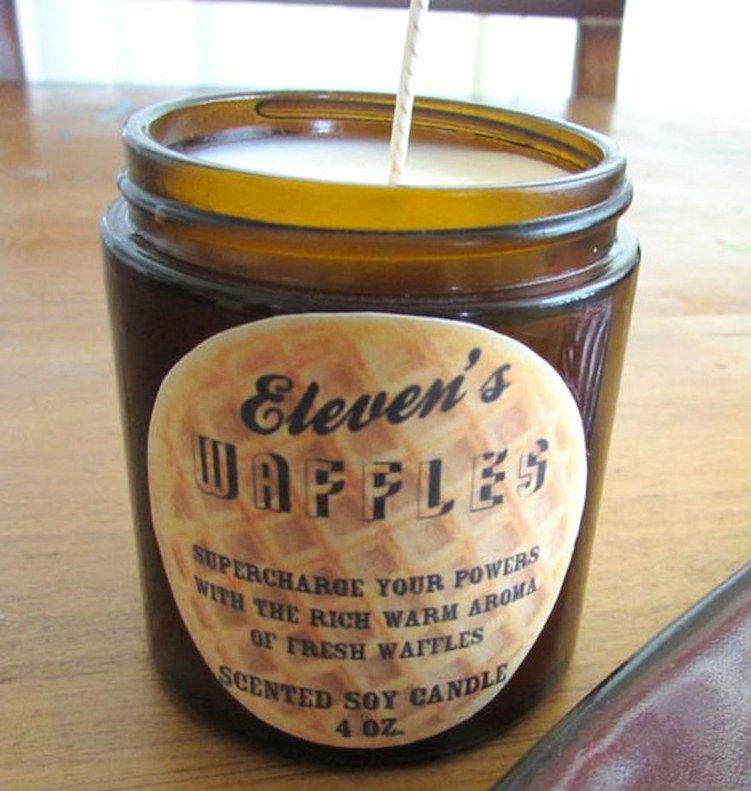 Eleven's
WAFFLES
SUPERCHARGE YOUR POWERS
WITH THE RICH WARM AROMA
OF FRESH WAFFLES
SCENTED SOY CANDLE
4 OZ.